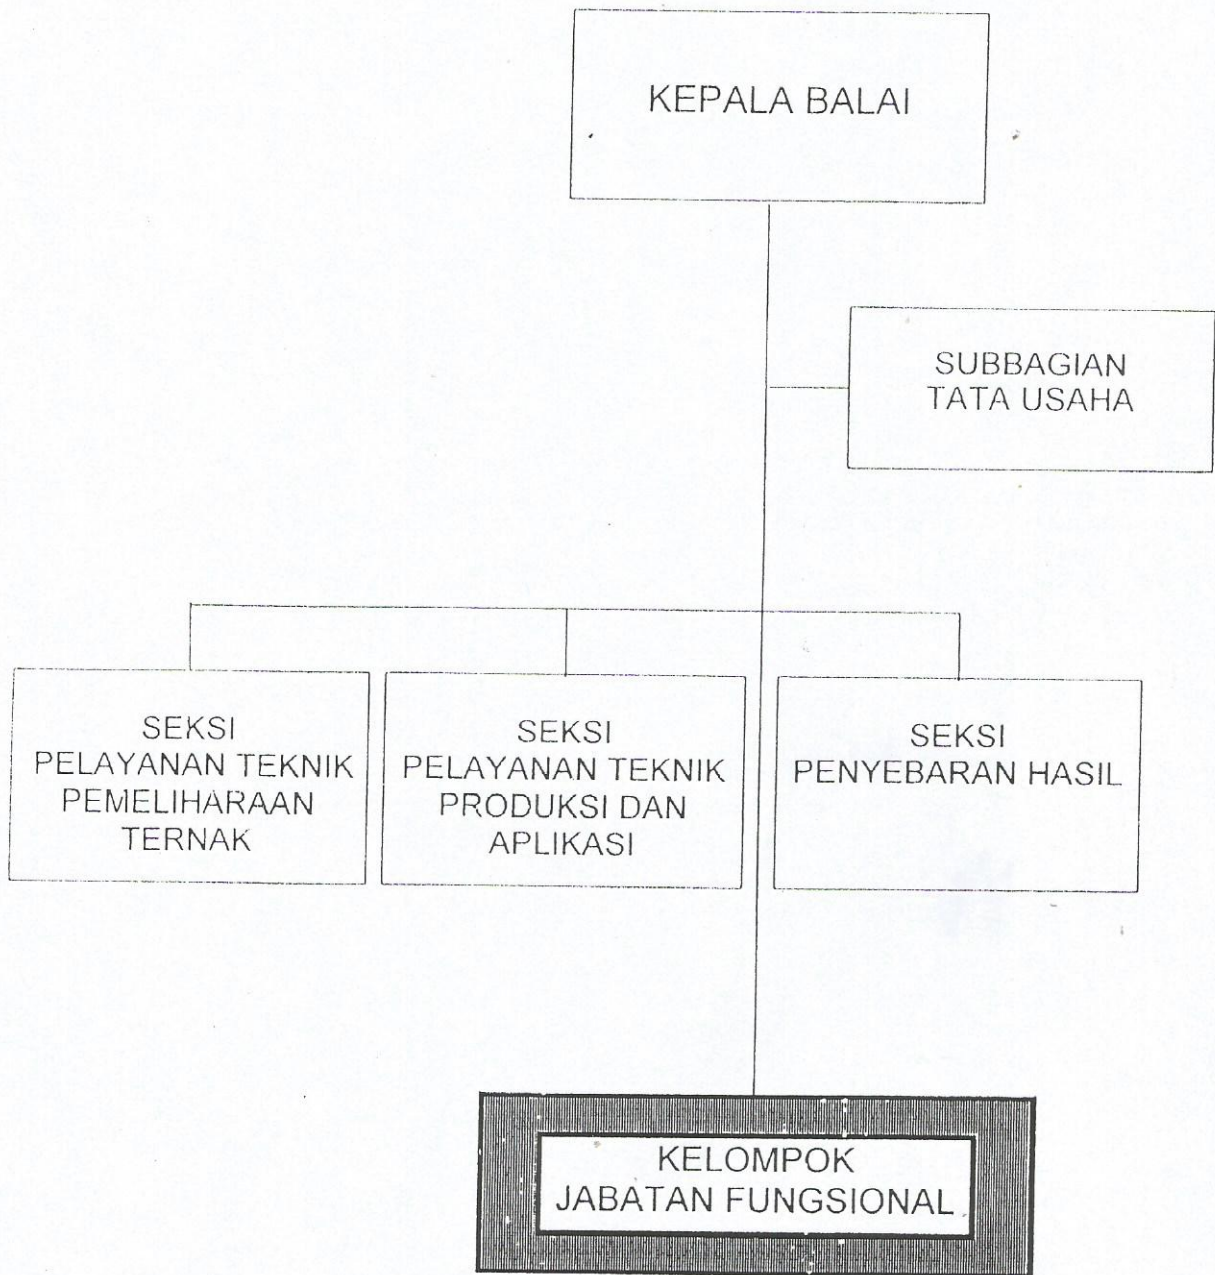 KEPALA BALAI
SUBBAGIAN
TATA USAHA
SEKSI
PELAYANAN TEKNIK
PEMELIHARAAN
TERNAK
SEKSI
PELAYANAN TEKNIK
PRODUKSI DAN
APLIKASI
SEKSI
PENYEBARAN HASIL
KELOMPOK
JABATAN FUNGSIONAL